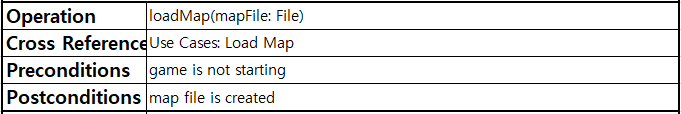 Operation loadMap(mapFile: File)
Cross Reference Use Cases: Load Map
Preconditions game is not starting
Postconditions map file is created